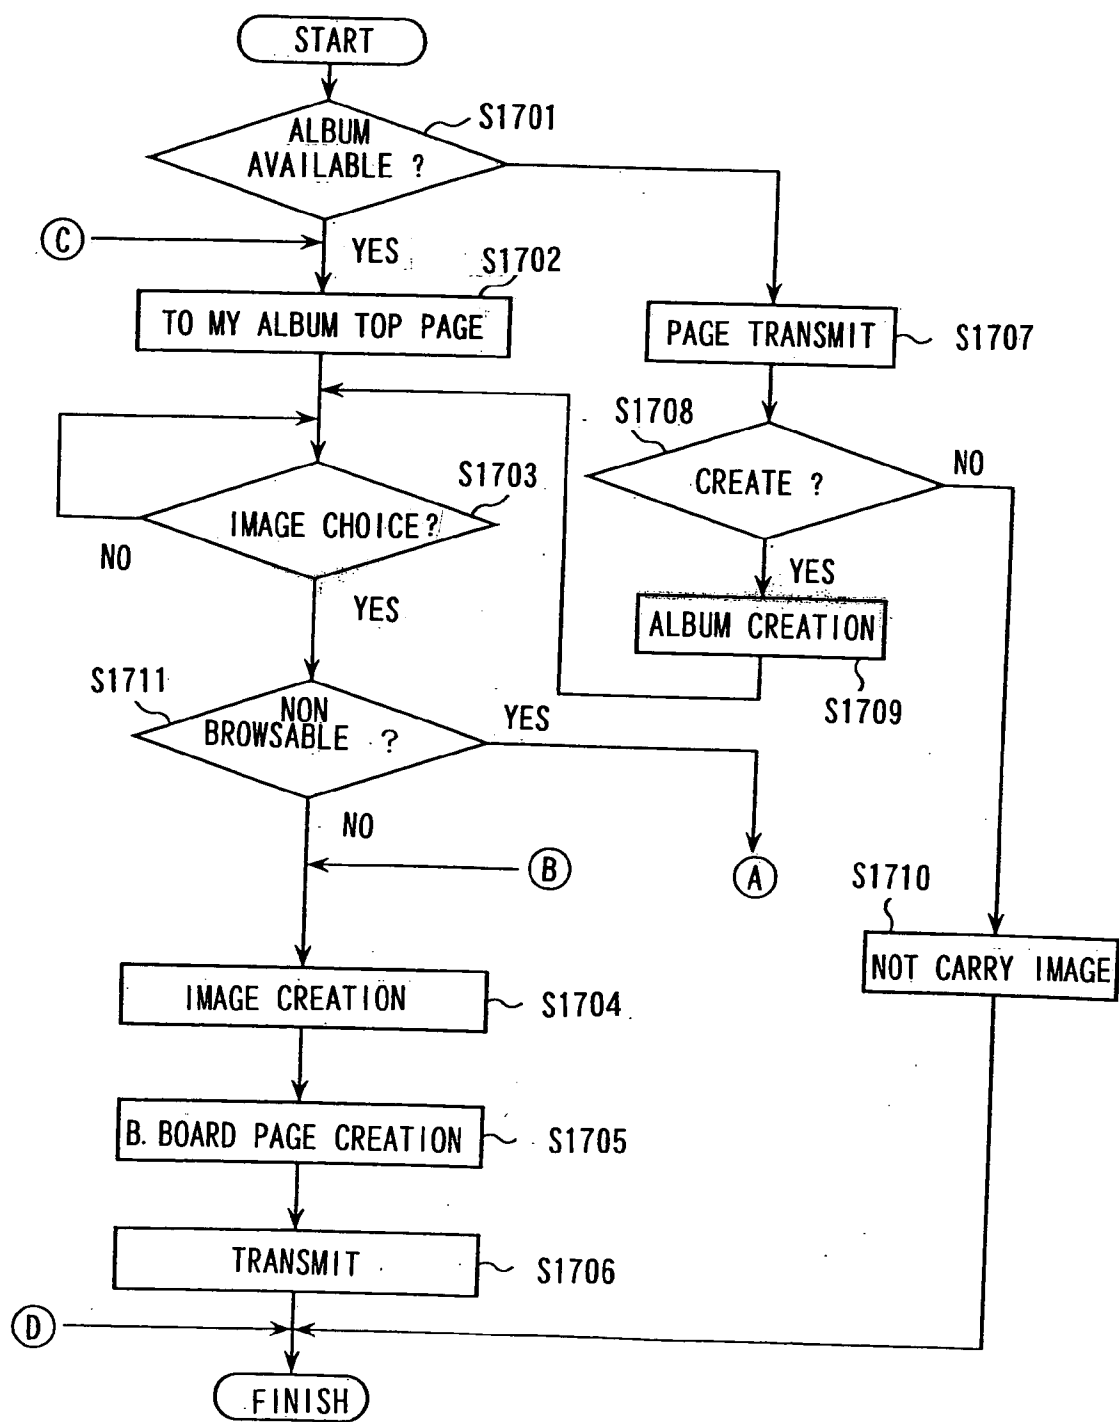 START
ALBUM
AVAILABLE ?
S1701
C
YES
S1702
TO MY ALBUM TOP PAGE
PAGE TRANSMIT
S1707
S1708
CREATE ?
NO
S1703
IMAGE CHOICE?
NO
YES
YES
ALBUM CREATION
S1709
S1711
NON
BROWSABLE ?
YES
NO
B
A
S1710
NOT CARRY IMAGE
IMAGE CREATION
S1704
B. BOARD PAGE CREATION
S1705
TRANSMIT
S1706
D
FINISH